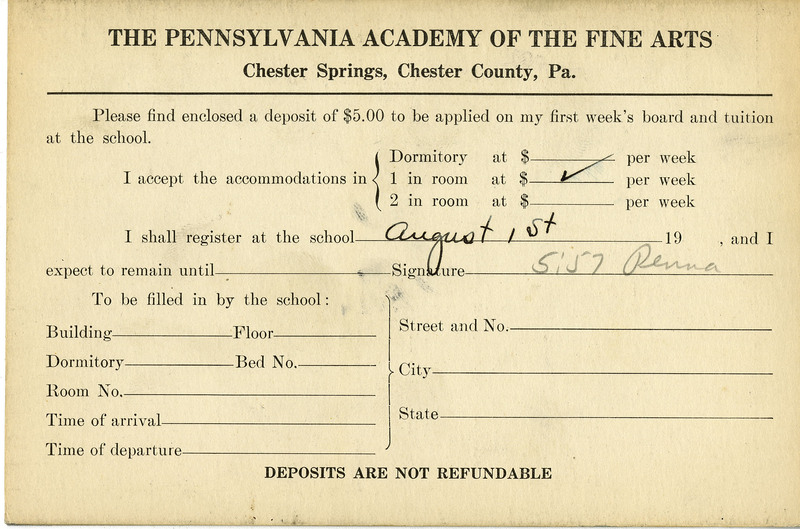 THE PENNSYLVANIA ACADEMY OF THE FINE ARTS
Chester Springs, Chester County, Pa.
Please find enclosed a deposit of $5.00 to be applied on my first week's board and tuition
at the school.
I accept the accommodations in
Dormitory at $ per week
1 in room at $ ✓ per week
2 in room at $ per week
I shall register at the school August 1st 19 , and I
expect to remain until Signature 5:57 Penna
To be filled in by the school:
Building Floor
Dormitory Bed No.
Room No.
Time of arrival
Time of departure
Street and No.
City
State
DEPOSITS ARE NOT REFUNDABLE